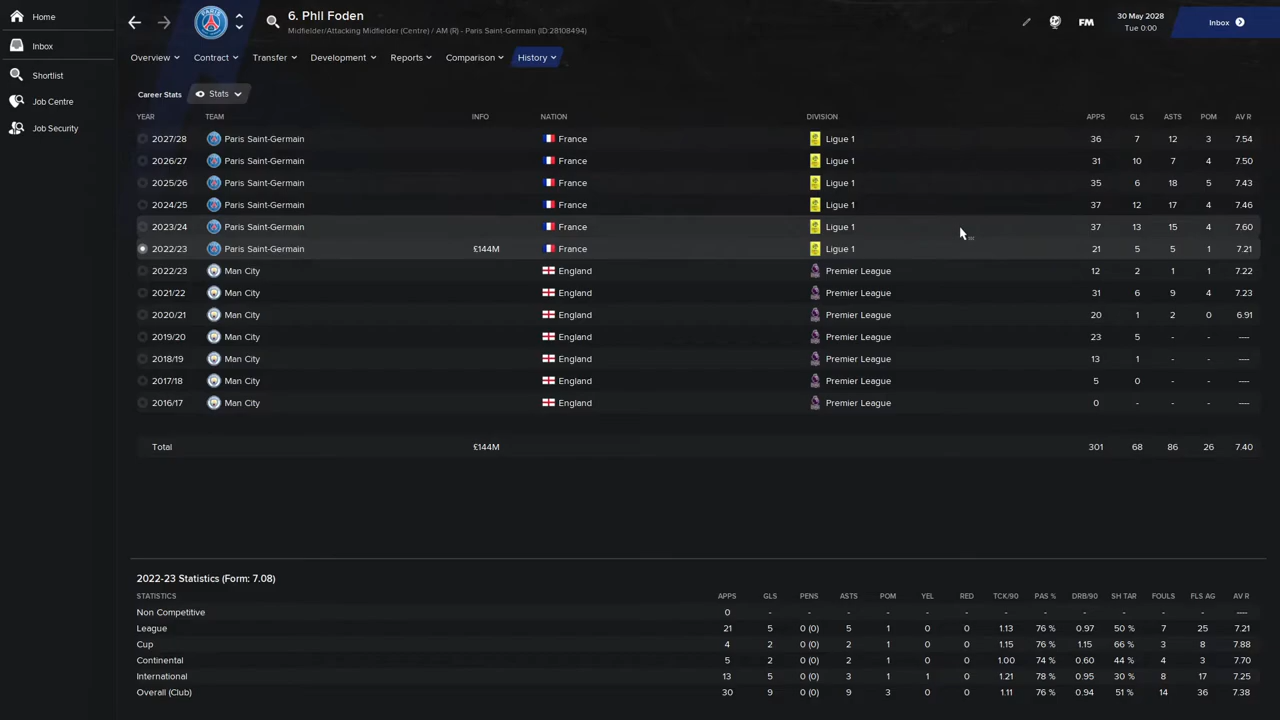 Home
Inbox
Shortlist
Job Centre
Job Security
6. Phil Foden
Midfielder/Attacking Midfielder (Centre) / AM (R) - Paris Saint-Germain (ID:28108494)
FM
30 May 2028
Tue 0:00
Inbox
Overview Contract Transfer Development Reports Comparison History
Career Stats Stats
YEAR TEAM INFO NATION DIVISION APPS GLS ASTS POM AV R
2027/28 Paris Saint-Germain France Ligue 1 36 7 12 3 7.54
2026/27 Paris Saint-Germain France Ligue 1 31 10 7 4 7.50
2025/26 Paris Saint-Germain France Ligue 1 35 6 18 5 7.43
2024/25 Paris Saint-Germain France Ligue 1 37 12 17 4 7.46
2023/24 Paris Saint-Germain France Ligue 1 37 13 15 4 7.60
2022/23 Paris Saint-Germain £144M France Ligue 1 21 5 5 1 7.21
2022/23 Man City England Premier League 12 2 1 1 7.22
2021/22 Man City England Premier League 31 6 9 4 7.23
2020/21 Man City England Premier League 20 1 2 0 6.91
2019/20 Man City England Premier League 23 5 - - ----
2018/19 Man City England Premier League 13 1 - - ----
2017/18 Man City England Premier League 5 0 - - ----
2016/17 Man City England Premier League 0 - - - ----
Total £144M 301 68 86 26 7.40
2022-23 Statistics (Form: 7.08)
STATISTICS APPS GLS PENS ASTS POM YEL RED TCK/90 PAS % DRB/90 SH TAR FOULS FLS AG AV R
Non Competitive 0 - - - - - - - - - - - - ----
League 21 5 0 (0) 5 1 0 0 1.13 76 % 0.97 50 % 7 25 7.21
Cup 4 2 0 (0) 2 1 0 0 1.15 76 % 1.15 66 % 3 8 7.88
Continental 5 2 0 (0) 2 1 0 0 1.00 74 % 0.60 44 % 4 3 7.70
International 13 5 0 (0) 3 1 1 0 1.21 78 % 0.95 30 % 8 17 7.25
Overall (Club) 30 9 0 (0) 9 3 0 0 1.11 76 % 0.94 51 % 14 36 7.38